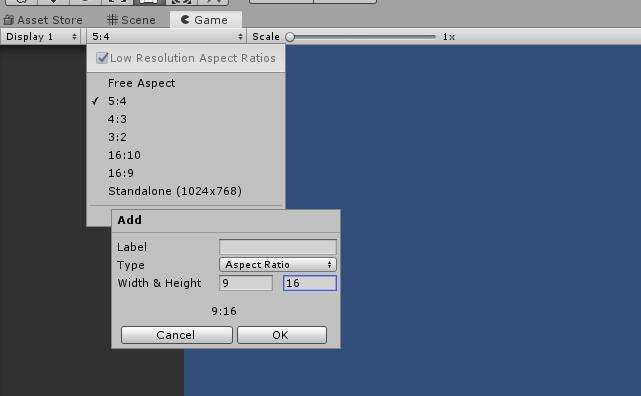 Asset Store Scene Game
Display 1 5:4 Scale 1x
Low Resolution Aspect Ratios
Free Aspect
5:4
4:3
3:2
16:10
16:9
Standalone (1024x768)
Add
Label
Type Aspect Ratio
Width & Height 9 16
9:16
Cancel OK